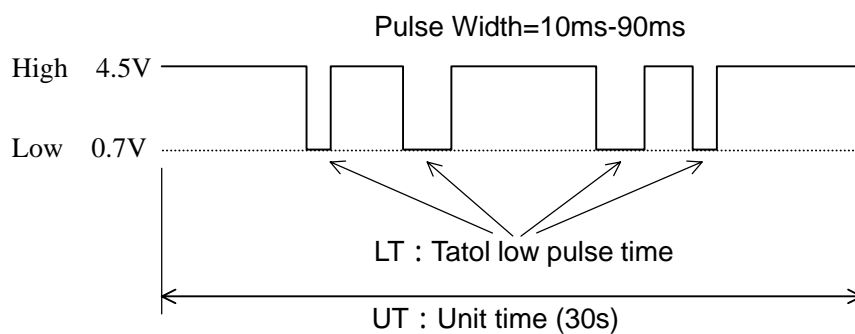 Pulse Width=10ms-90ms
High 4.5V
Low 0.7V
LT : Tatol low pulse time
UT : Unit time (30s)